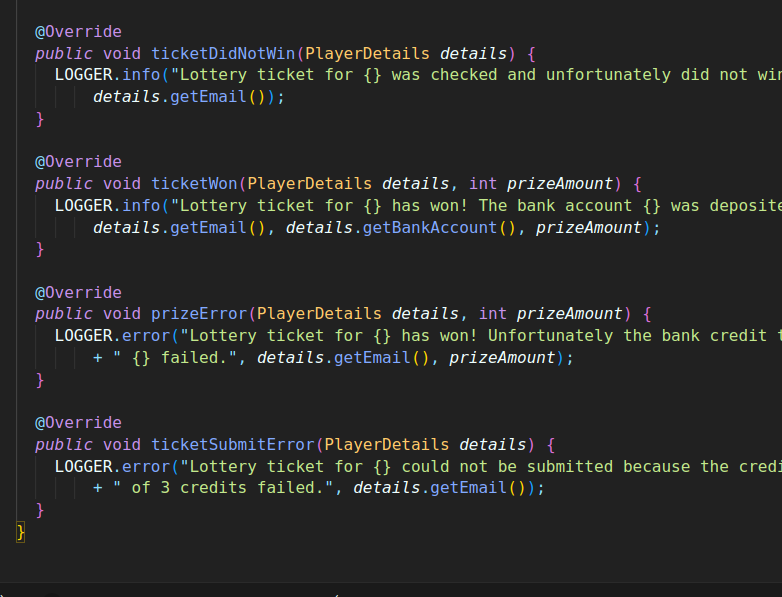 @Override
public void ticketDidNotWin(PlayerDetails details) {
LOGGER.info("Lottery ticket for {} was checked and unfortunately did not
details.getEmail());
}
@Override
public void ticketWon(PlayerDetails details, int prizeAmount) {
LOGGER.info("Lottery ticket for {} has won! The bank account {} was
details.getEmail(), details.getBankAccount(), prizeAmount);
}
@Override
public void prizeError(PlayerDetails details, int prizeAmount) {
LOGGER.error("Lottery ticket for {} has won! Unfortunately the bank credit
+ " {} failed.", details.getEmail(), prizeAmount);
}
@Override
public void ticketSubmitError(PlayerDetails details) {
LOGGER.error("Lottery ticket for {} could not be submitted because the
+ " of 3 credits failed.", details.getEmail());
}
}